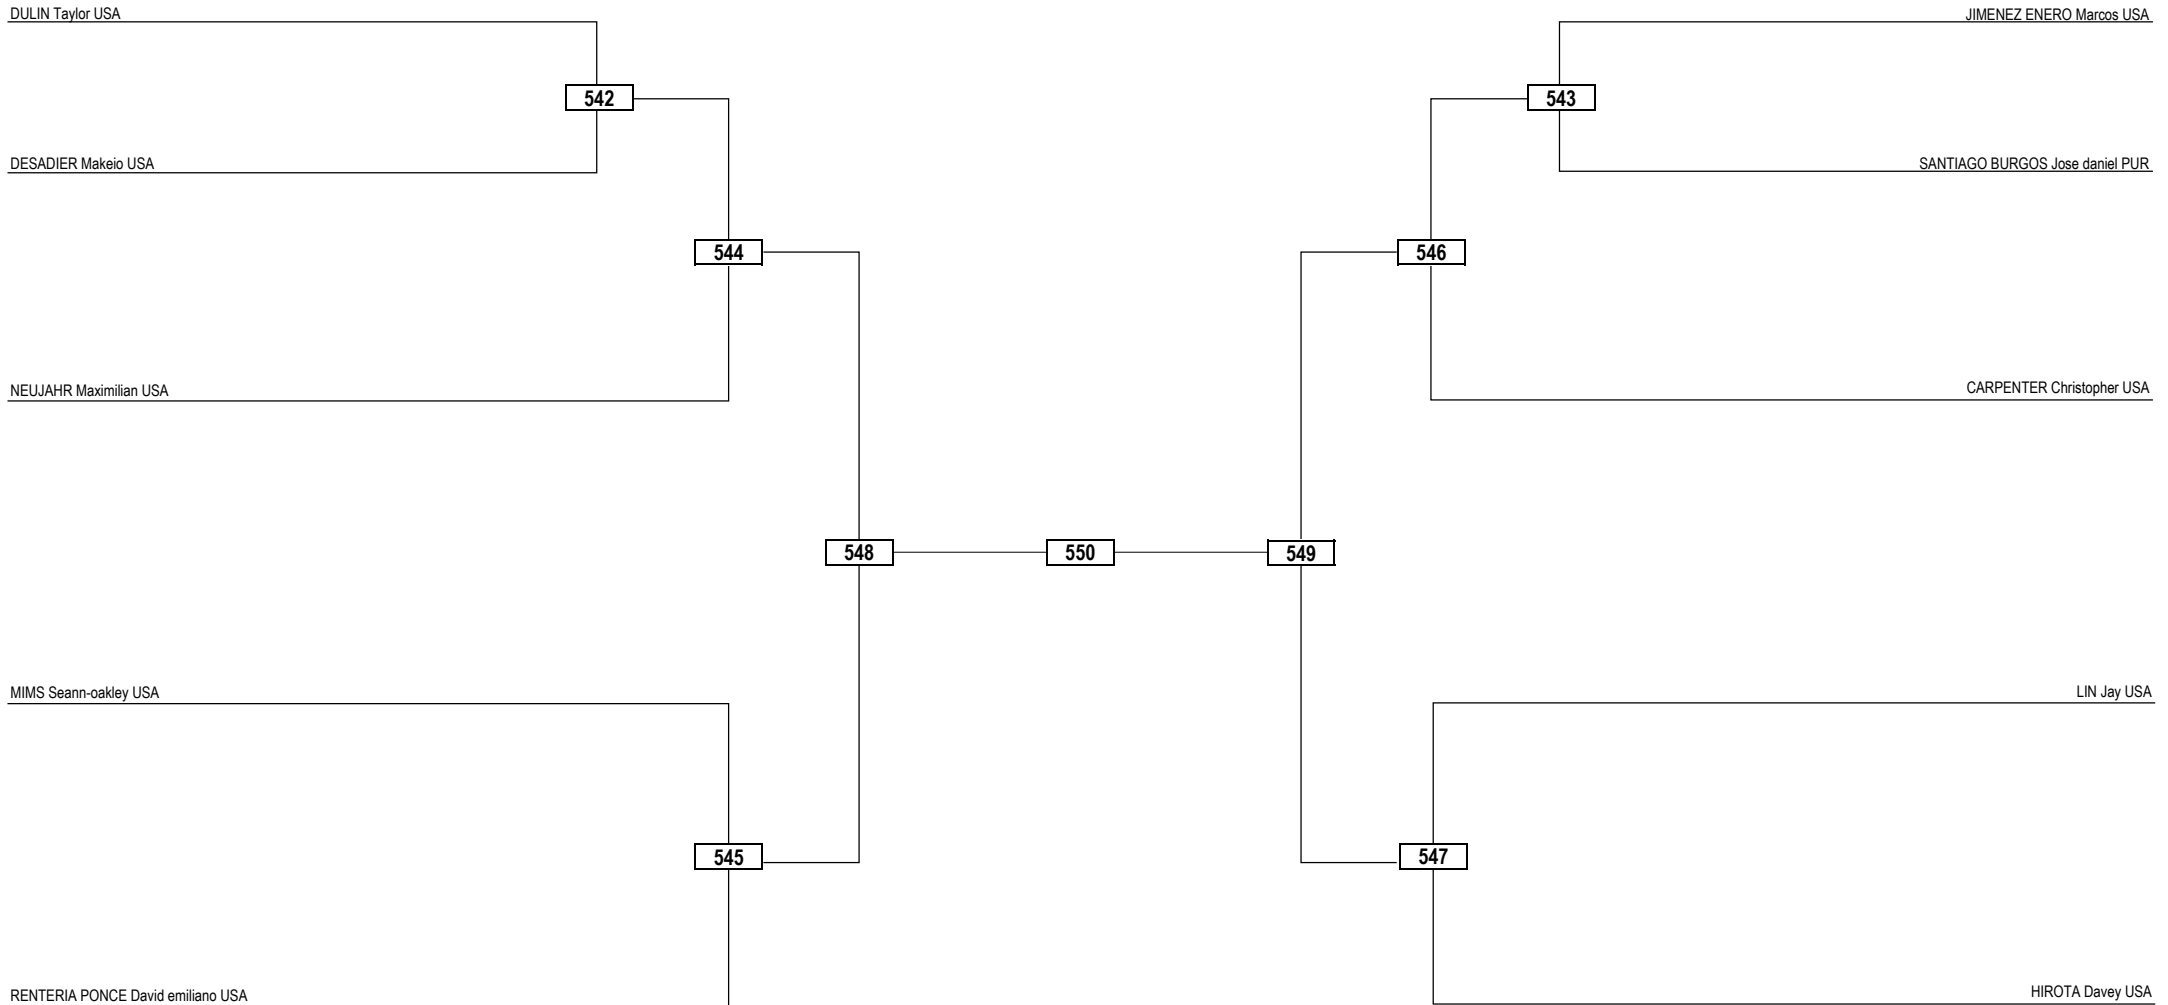 DULIN Taylor USA
JIMENEZ ENERO Marcos USA
542
543
DESADIER Makeio USA
SANTIAGO BURGOS Jose daniel PUR
544
546
NEUJAHR Maximilian USA
CARPENTER Christopher USA
548
550
549
MIMS Seann-oakley USA
LIN Jay USA
545
547
RENTERIA PONCE David emiliano USA
HIROTA Davey USA